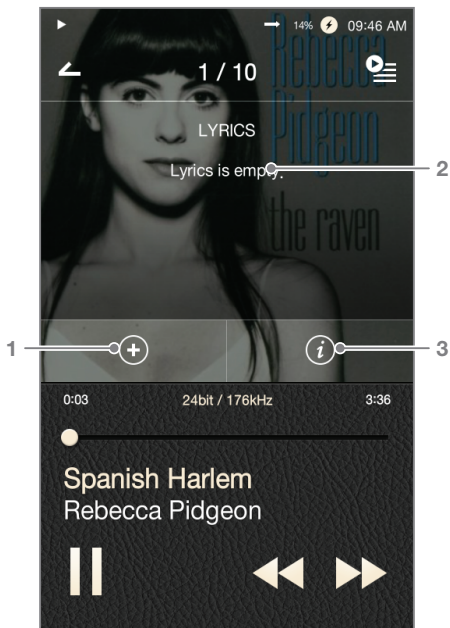 14% 09:46 AM
1 / 10
Rebecca
Pidgeon
the raven
LYRICS
Lyrics is empty.
1
2
3
0:03 24bit / 176kHz 3:36
Spanish Harlem
Rebecca Pidgeon